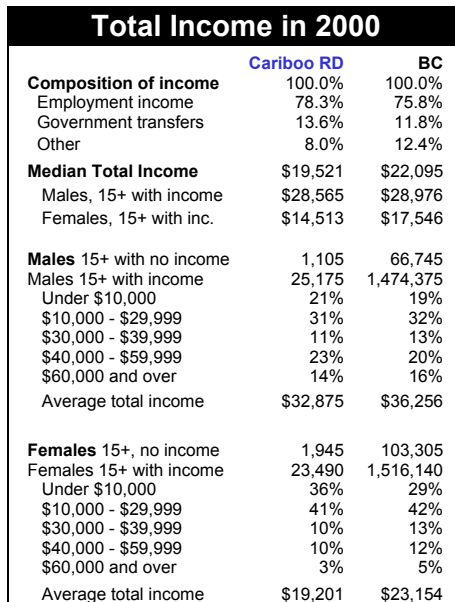 Total Income in 2000
Cariboo RD BC
Composition of income 100.0% 100.0%
Employment income 78.3% 75.8%
Government transfers 13.6% 11.8%
Other 8.0% 12.4%
Median Total Income $19,521 $22,095
Males, 15+ with income $28,565 $28,976
Females, 15+ with inc. $14,513 $17,546
Males 15+ with no income 1,105 66,745
Males 15+ with income 25,175 1,474,375
Under $10,000 21% 19%
$10,000 - $29,999 31% 32%
$30,000 - $39,999 11% 13%
$40,000 - $59,999 23% 20%
$60,000 and over 14% 16%
Average total income $32,875 $36,256
Females 15+, no income 1,945 103,305
Females 15+ with income 23,490 1,516,140
Under $10,000 36% 29%
$10,000 - $29,999 41% 42%
$30,000 - $39,999 10% 13%
$40,000 - $59,999 10% 12%
$60,000 and over 3% 5%
Average total income $19,201 $23,154